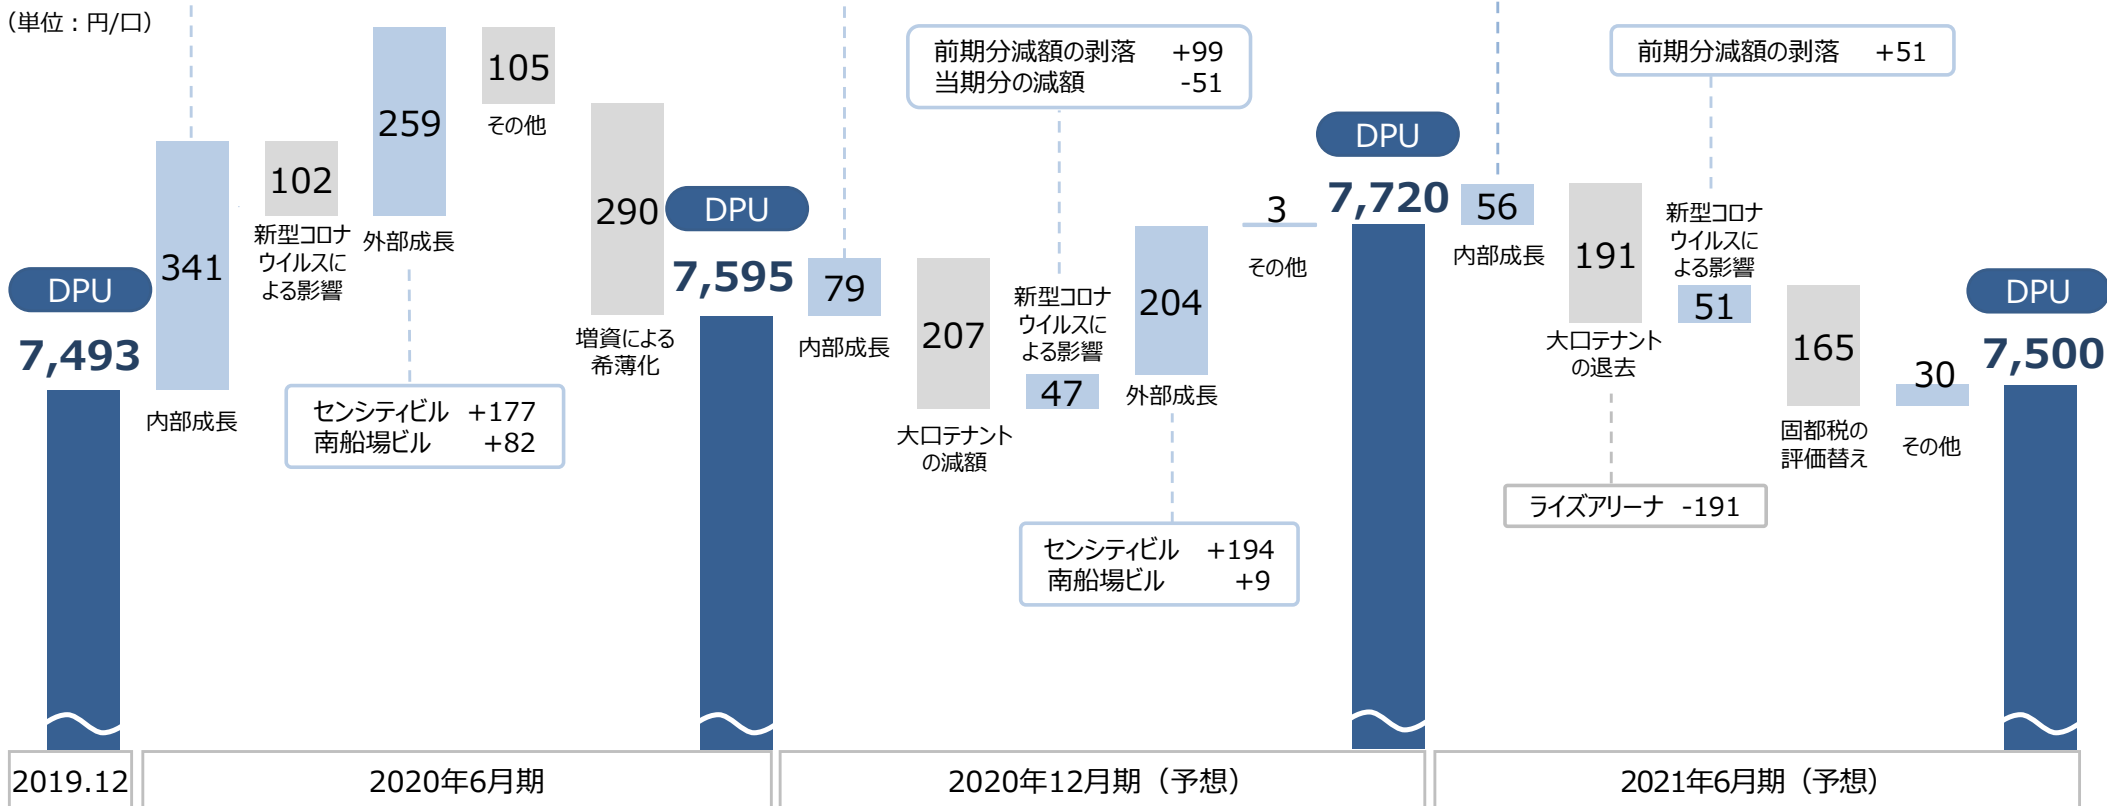 （単位：円/口）
DPU
7,493
341
内部成長
102
新型コロナ
ウイルスに
よる影響
259
外部成長
センシティビル +177
南船場ビル +82
105
その他
290
増資による
希薄化
DPU
7,595
79
内部成長
207
大口テナント
の減額
前期分減額の剥落 +99
当期分の減額 -51
新型コロナ
ウイルスに
よる影響
47
204
外部成長
センシティビル +194
南船場ビル +9
3
その他
DPU
7,720
56
内部成長
191
大口テナント
の退去
ライズアリーナ -191
前期分減額の剥落 +51
新型コロナ
ウイルスに
よる影響
51
165
固都税の
評価替え
30
その他
DPU
7,500
2019.12
2020年6月期
2020年12月期（予想）
2021年6月期（予想）